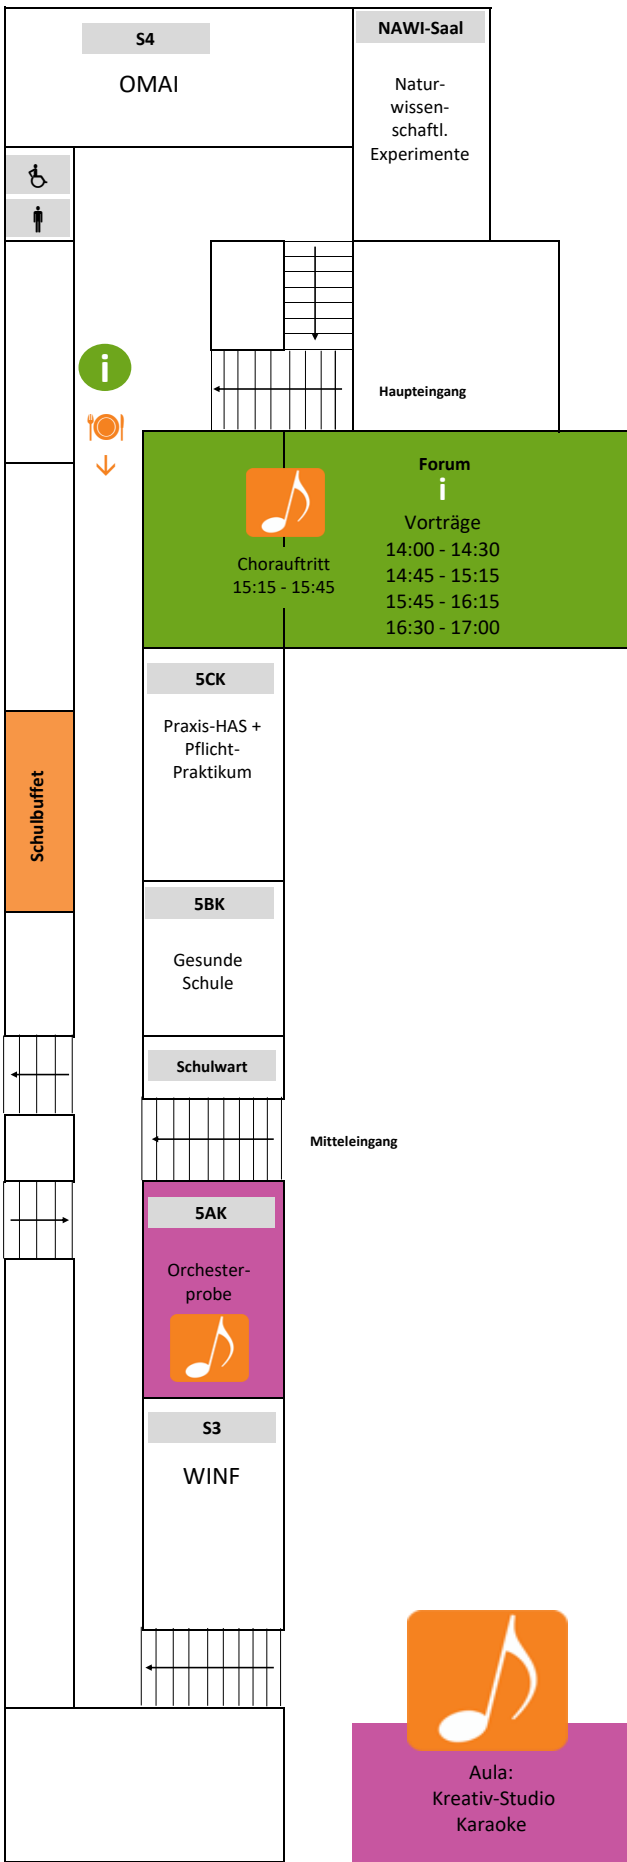 S4
OMAI
NAWI-Saal
Natur-
wissen-
schaftl.
Experimente
i
Haupteingang
Forum
i
Vorträge
14:00 - 14:30
14:45 - 15:15
15:45 - 16:15
16:30 - 17:00
Chorauftritt
15:15 - 15:45
5CK
Praxis-HAS +
Pflicht-
Praktikum
Schulbuffet
5BK
Gesunde
Schule
Schulwart
Mitteleingang
5AK
Orchester-
probe
S3
WINF
Aula:
Kreativ-Studio
Karaoke